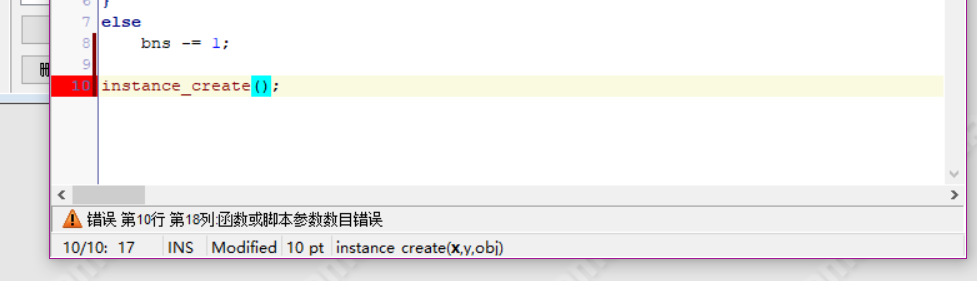 6 }
7 else
8 bns -= 1;
9
10 instance_create();
错误 第10行 第18列:函数或脚本参数数目错误
10/10: 17 INS Modified 10 pt instance create(x,y,obj)